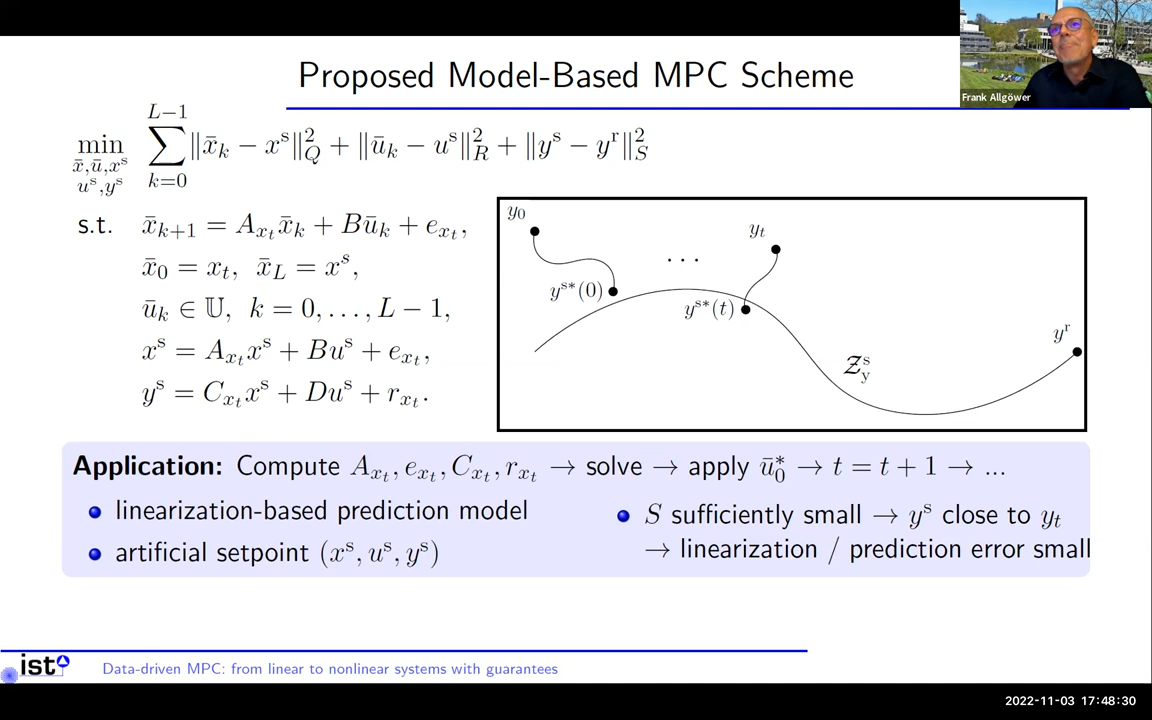 Frank Allgöwer
Proposed Model-Based MPC Scheme
min_{x̄,ū,x^s u^s,y^s} ∑_{k=0}^{L−1} ‖x̄_k − x^s‖²_Q + ‖ū_k − u^s‖²_R + ‖y^s − y^r‖²_S
s.t. x̄_{k+1} = A_{x_t} x̄_k + Bū_k + e_{x_t},
x̄_0 = x_t, x̄_L = x^s,
ū_k ∈ 𝕌, k = 0, . . . , L − 1,
x^s = A_{x_t} x^s + Bu^s + e_{x_t},
y^s = C_{x_t} x^s + Du^s + r_{x_t}.
y_0
y_t
. . .
y^{s*}(0)
y^{s*}(t)
y^r
𝒵^s_y
Application: Compute A_{x_t}, e_{x_t}, C_{x_t}, r_{x_t} → solve → apply ū*_0 → t = t + 1 → ...
• linearization-based prediction model
• artificial setpoint (x^s, u^s, y^s)
• S sufficiently small → y^s close to y_t
→ linearization / prediction error small
ist
Data-driven MPC: from linear to nonlinear systems with guarantees
2022-11-03 17:48:30